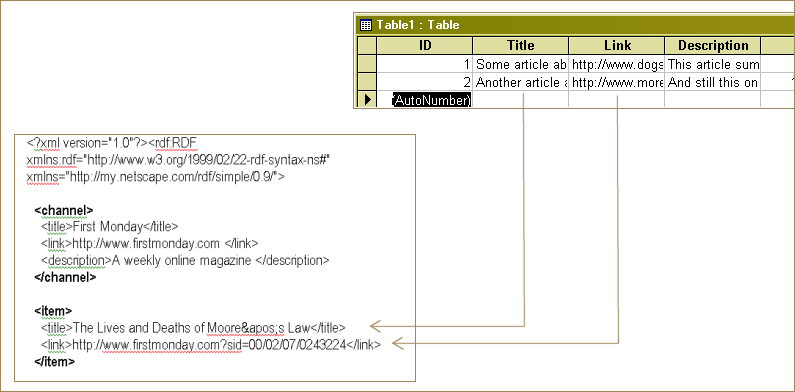 Table1 : Table
ID Title Link Description
1 Some article ab http://www.dogs This article sum
2 Another article a http://www.more And still this on 1
(AutoNumber)
<?xml version="1.0"?><rdf:RDF
xmlns:rdf="http://www.w3.org/1999/02/22-rdf-syntax-ns#"
xmlns="http://my.netscape.com/rdf/simple/0.9/">
<channel>
<title>First Monday</title>
<link>http://www.firstmonday.com </link>
<description>A weekly online magazine </description>
</channel>
<item>
<title>The Lives and Deaths of Moore&apos;s Law</title>
<link>http://www.firstmonday.com?sid=00/02/07/0243224</link>
</item>